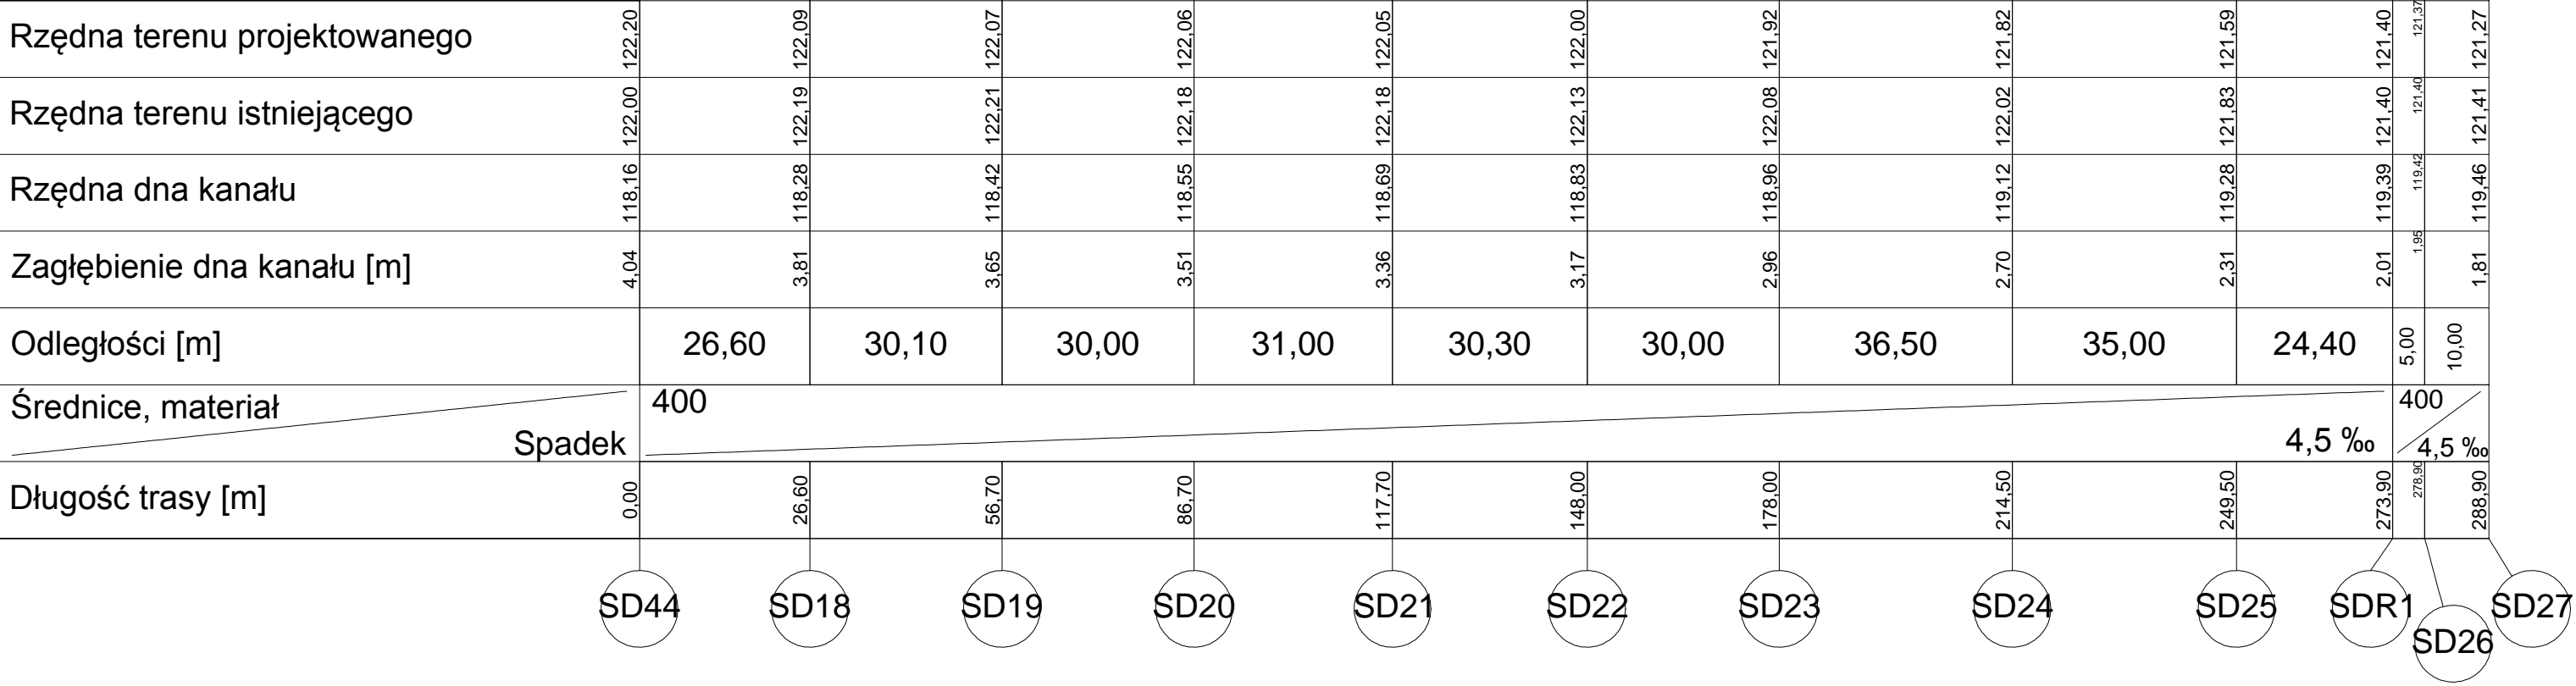 Rzędna terenu projektowanego 122,20 122,09 122,07 122,06 122,05 122,00 121,92 121,82 121,59 121,40 121,37 121,27
Rzędna terenu istniejącego 122,00 122,19 122,21 122,18 122,18 122,13 122,08 122,02 121,83 121,40 121,40 121,41
Rzędna dna kanału 118,16 118,28 118,42 118,55 118,69 118,83 118,96 119,12 119,28 119,39 119,42 119,46
Zagłębienie dna kanału [m] 4,04 3,81 3,65 3,51 3,36 3,17 2,96 2,70 2,31 2,01 1,95 1,81
Odległości [m] 26,60 30,10 30,00 31,00 30,30 30,00 36,50 35,00 24,40 5,00 10,00
Średnice, materiał 400 400
Spadek 4,5 ‰ 4,5 ‰
Długość trasy [m] 0,00 26,60 56,70 86,70 117,70 148,00 178,00 214,50 249,50 273,90 278,90 288,90
SD44 SD18 SD19 SD20 SD21 SD22 SD23 SD24 SD25 SDR1 SD27
SD26